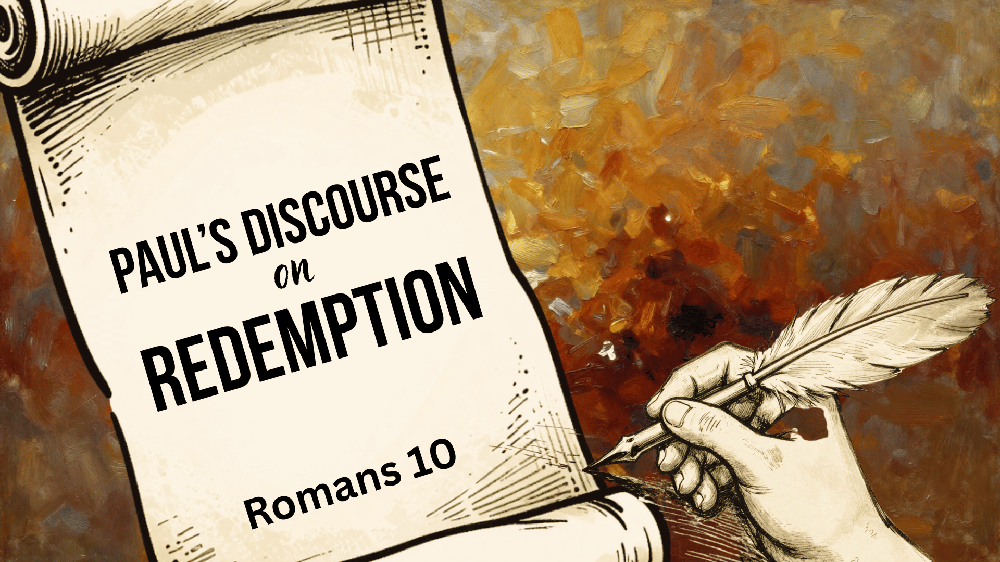 PAUL'S DISCOURSE
on
REDEMPTION
Romans 10